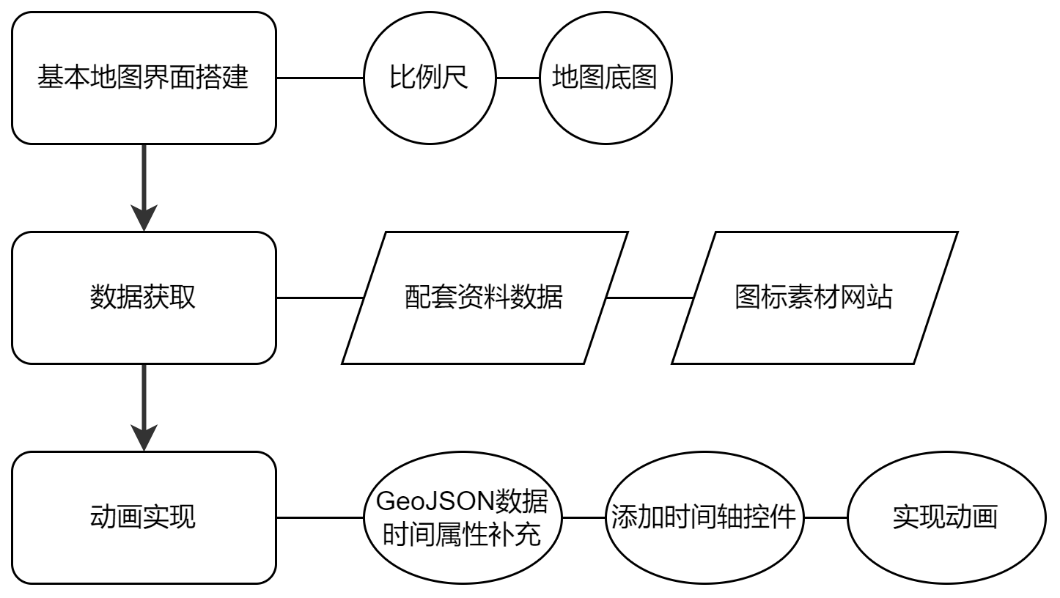 基本地图界面搭建
比例尺
地图底图
数据获取
配套资料数据
图标素材网站
动画实现
GeoJSON数据
时间属性补充
添加时间轴控件
实现动画